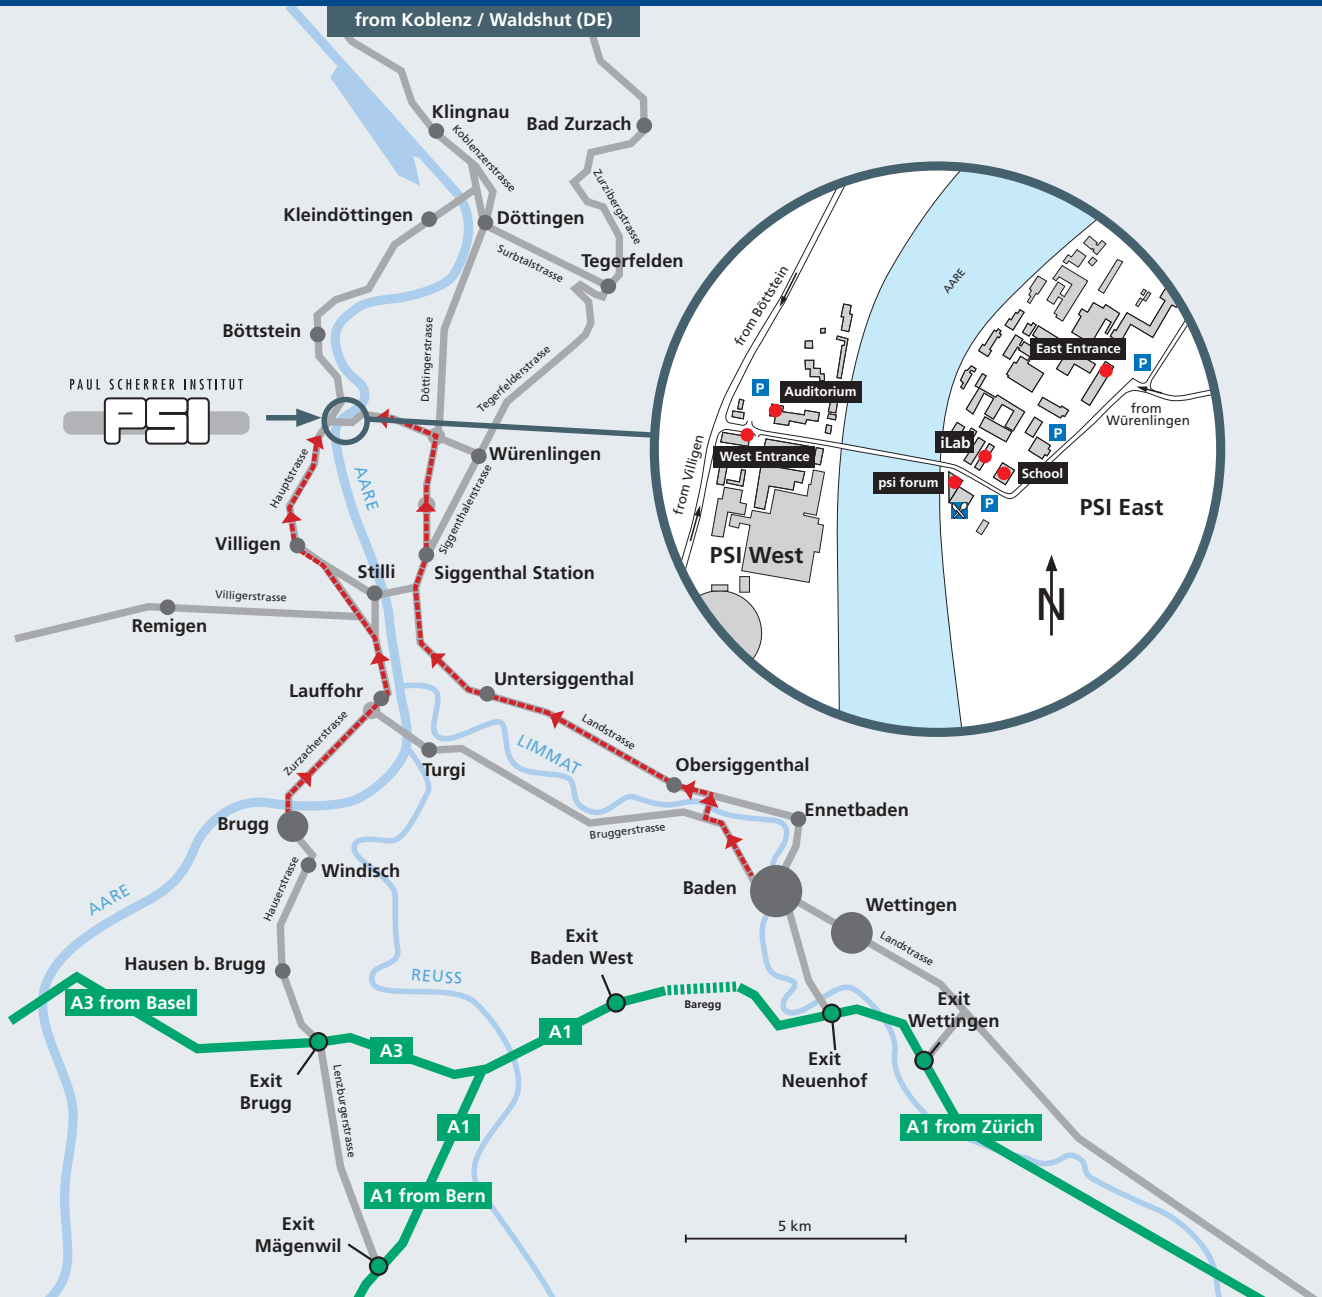 from Koblenz / Waldshut (DE)
Klingnau
Bad Zurzach
Koblenzerstrasse
Zurzibergstrasse
Kleindöttingen
Döttingen
Surbtalstrasse
Tegerfelden
Böttstein
Döttingerstrasse
Tegerfelderstrasse
PAUL SCHERRER INSTITUT
PSI
Würenlingen
Hauptstrasse
AARE
Siggenthalerstrasse
Villigen
Stilli
Siggenthal Station
Villigerstrasse
Remigen
Lauffohr
Untersiggenthal
Zurzacherstrasse
Landstrasse
LIMMAT
Turgi
Obersiggenthal
Ennetbaden
Brugg
Bruggerstrasse
Windisch
Hauserstrasse
Baden
AARE
Wettingen
Landstrasse
Hausen b. Brugg
Exit
Baden West
REUSS
A3 from Basel
Baregg
Exit
Wettingen
A1
A3
Exit
Brugg
Exit
Neuenhof
Lenzburgerstrasse
A1
A1 from Zürich
A1 from Bern
Exit
Mägenwil
5 km
from Böttstein
AARE
East Entrance
P
P
Auditorium
from
Würenlingen
P
iLab
West Entrance
School
psi forum
from Villigen
P
PSI East
PSI West
N